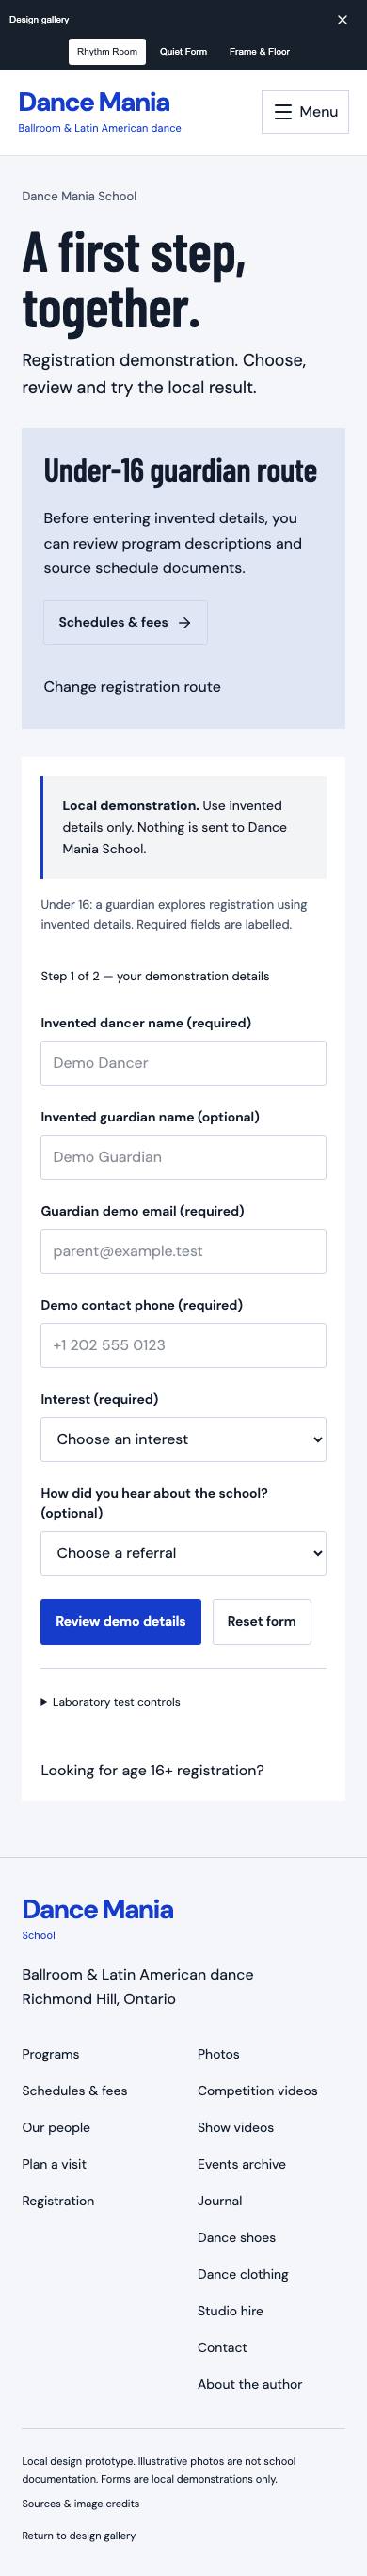 Design gallery
Rhythm Room
Quiet Form
Frame & Floor
Dance Mania
Ballroom & Latin American dance
Menu
Dance Mania School
A first step,
together.
Registration demonstration. Choose,
review and try the local result.
Under-16 guardian route
Before entering invented details, you
can review program descriptions and
source schedule documents.
Schedules & fees
Change registration route
Local demonstration. Use invented
details only. Nothing is sent to Dance
Mania School.
Under 16: a guardian explores registration using
invented details. Required fields are labelled.
Step 1 of 2 — your demonstration details
Invented dancer name (required)
Demo Dancer
Invented guardian name (optional)
Demo Guardian
Guardian demo email (required)
parent@example.test
Demo contact phone (required)
+1 202 555 0123
Interest (required)
Choose an interest
How did you hear about the school?
(optional)
Choose a referral
Review demo details
Reset form
Laboratory test controls
Looking for age 16+ registration?
Dance Mania
School
Ballroom & Latin American dance
Richmond Hill, Ontario
Programs
Schedules & fees
Our people
Plan a visit
Registration
Photos
Competition videos
Show videos
Events archive
Journal
Dance shoes
Dance clothing
Studio hire
Contact
About the author
Local design prototype. Illustrative photos are not school
documentation. Forms are local demonstrations only.
Sources & image credits
Return to design gallery